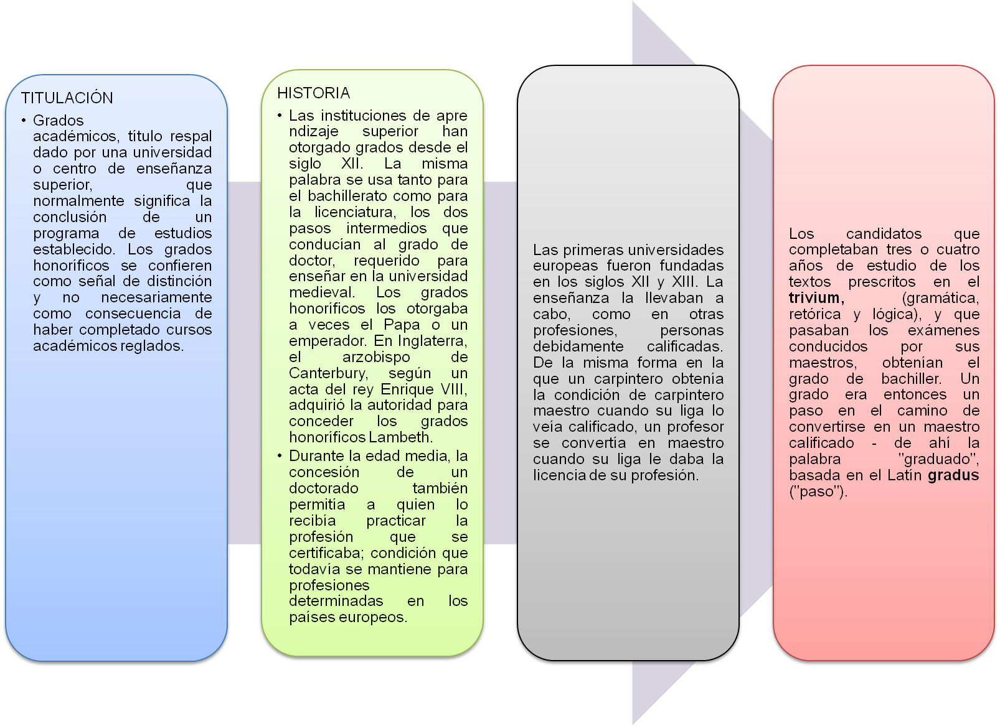 TITULACIÓN
• Grados
académicos, título respal
dado por una universidad
o centro de enseñanza
superior, que
normalmente significa la
conclusión de un
programa de estudios
establecido. Los grados
honoríficos se confieren
como señal de distinción
y no necesariamente
como consecuencia de
haber completado cursos
académicos reglados.
HISTORIA
• Las instituciones de apre
ndizaje superior han
otorgado grados desde el
siglo XII. La misma
palabra se usa tanto para
el bachillerato como para
la licenciatura, los dos
pasos intermedios que
conducían al grado de
doctor, requerido para
enseñar en la universidad
medieval. Los grados
honoríficos los otorgaba
a veces el Papa o un
emperador. En Inglaterra,
el arzobispo de
Canterbury, según un
acta del rey Enrique VIII,
adquirió la autoridad para
conceder los grados
honoríficos Lambeth.
• Durante la edad media, la
concesión de un
doctorado también
permitía a quien lo
recibía practicar la
profesión que se
certificaba; condición que
todavía se mantiene para
profesiones
determinadas en los
países europeos.
Las primeras universidades
europeas fueron fundadas
en los siglos XII y XIII. La
enseñanza la llevaban a
cabo, como en otras
profesiones, personas
debidamente calificadas.
De la misma forma en la
que un carpintero obtenía
la condición de carpintero
maestro cuando su liga lo
veía calificado, un profesor
se convertía en maestro
cuando su liga le daba la
licencia de su profesión.
Los candidatos que
completaban tres o cuatro
años de estudio de los
textos prescritos en el
trivium, (gramática,
retórica y lógica), y que
pasaban los exámenes
conducidos por sus
maestros, obtenían el
grado de bachiller. Un
grado era entonces un
paso en el camino de
convertirse en un maestro
calificado - de ahí la
palabra "graduado",
basada en el Latín gradus
("paso").